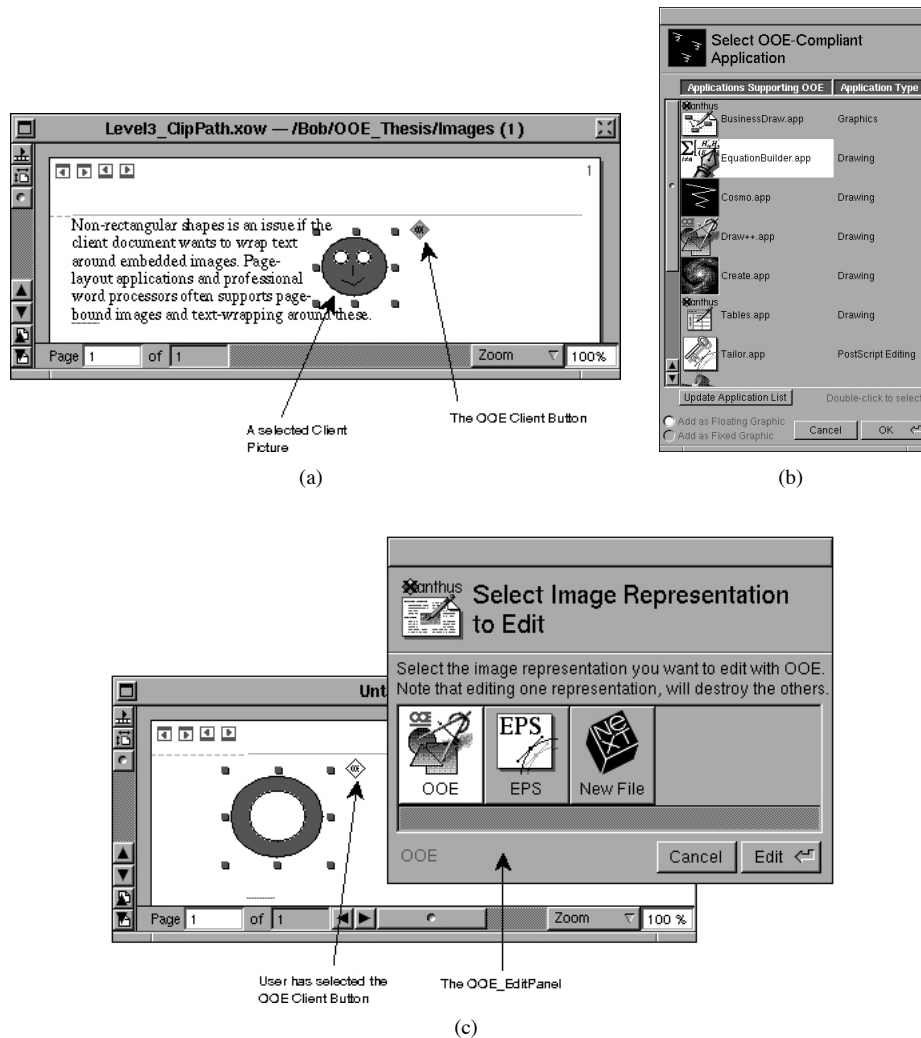 Level3_ClipPath.xow — /Bob/OOE_Thesis/Images (1)
1
Non-rectangular shapes is an issue if the
client document wants to wrap text
around embedded images. Page-
layout applications and professional
word processors often supports page-
bound images and text-wrapping around these.
OOE
Page 1 of 1 Zoom 100%
A selected Client
Picture
The OOE Client Button
(a)
Select OOE-Compliant
Application
Applications Supporting OOE Application Type
Xanthus
BusinessDraw.app Graphics
EquationBuilder.app Drawing
Cosmo.app Drawing
OOE
Draw++.app Drawing
Create.app Drawing
Xanthus
Tables.app Drawing
Tailor.app PostScript Editing
Update Application List Double-click to select
Add as Floating Graphic
Add as Fixed Graphic
Cancel OK
(b)
Xanthus
Select Image Representation
to Edit
Select the image representation you want to edit with OOE.
Note that editing one representation, will destroy the others.
OOE EPS NeXT
OOE EPS New File
OOE Cancel Edit
Unt
OOE
Page 1 of 1 Zoom 100 %
User has selected the
OOE Client Button
The OOE_EditPanel
(c)